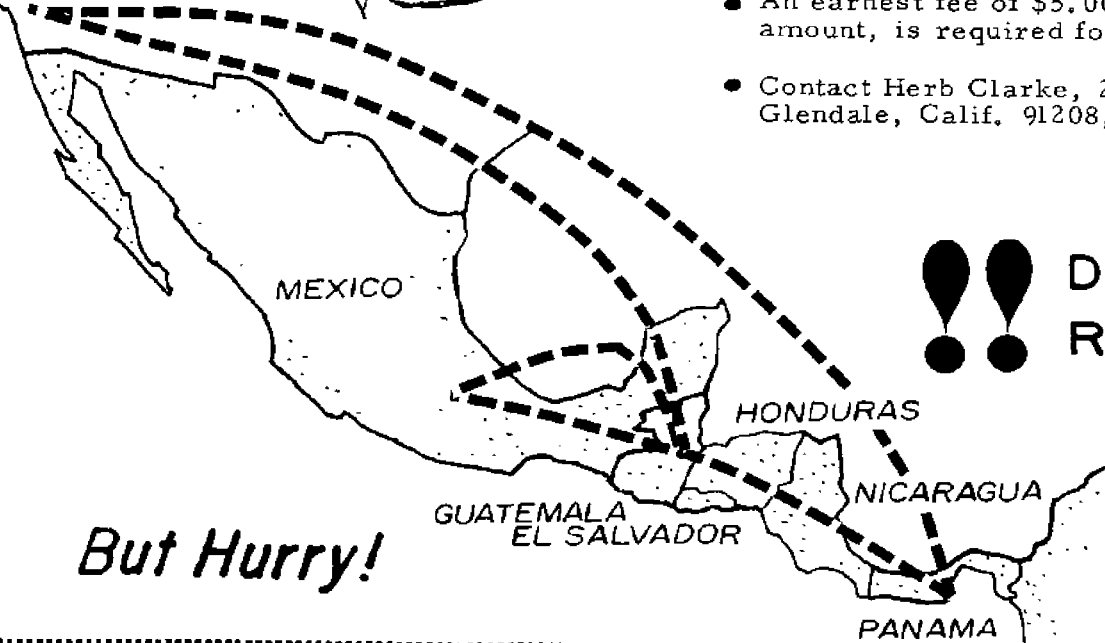 An earnest fee of $5.00
amount, is required fo
• Contact Herb Clarke, 2
Glendale, Calif. 91208,
!! D
R
MEXICO
HONDURAS
NICARAGUA
GUATEMALA
EL SALVADOR
But Hurry!
PANAMA